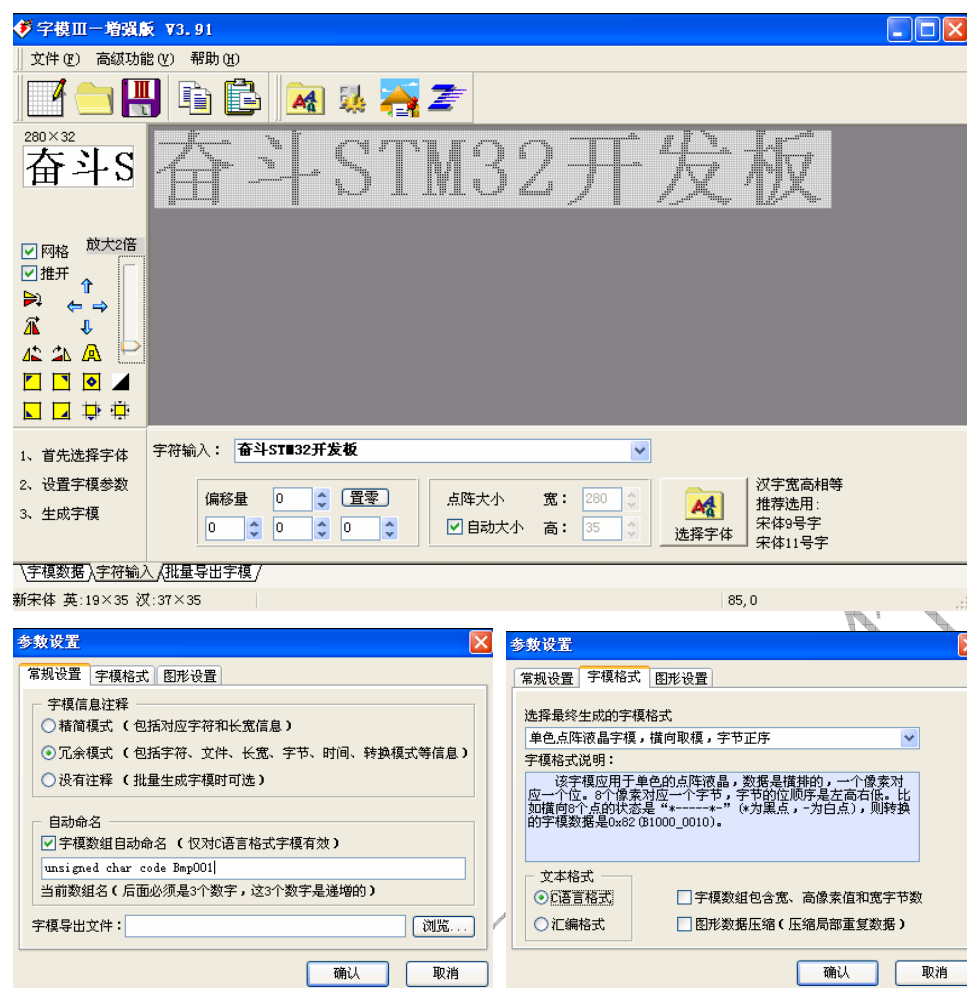 字模III－增强版 V3.91
文件(F) 高级功能(V) 帮助(H)
280×32
奋斗S
奋斗STM32开发板
网格 放大2倍
推开
1、首先选择字体
2、设置字模参数
3、生成字模
字符输入： 奋斗STM32开发板
偏移量 0 置零
0 0 0
点阵大小 宽： 280
自动大小 高： 35
选择字体
汉字宽高相等
推荐选用:
宋体9号字
宋体11号字
字模数据 字符输入 批量导出字模
新宋体 英:19×35 汉:37×35 85,0
参数设置
常规设置 字模格式 图形设置
字模信息注释
精简模式 （包括对应字符和长宽信息）
冗余模式 （包括字符、文件、长宽、字节、时间、转换模式等信息）
没有注释 （批量生成字模时可选）
自动命名
字模数组自动命名 （仅对C语言格式字模有效）
unsigned char code Bmp001
当前数组名（后面必须是3个数字，这3个数字是递增的）
字模导出文件： 浏览...
确认 取消
参数设置
常规设置 字模格式 图形设置
选择最终生成的字模格式
单色点阵液晶字模，横向取模，字节正序
字模格式说明：
该字模应用于单色的点阵液晶，数据是横排的，一个像素对
应一个位。8个像素对应一个字节，字节的位顺序是左高右低。比
如横向8个点的状态是“*-----*-”（*为黑点，-为白点），则转换
的字模数据是0x82(B1000_0010)。
文本格式
C语言格式 字模数组包含宽、高像素值和宽字节数
汇编格式 图形数据压缩（压缩局部重复数据）
确认 取消